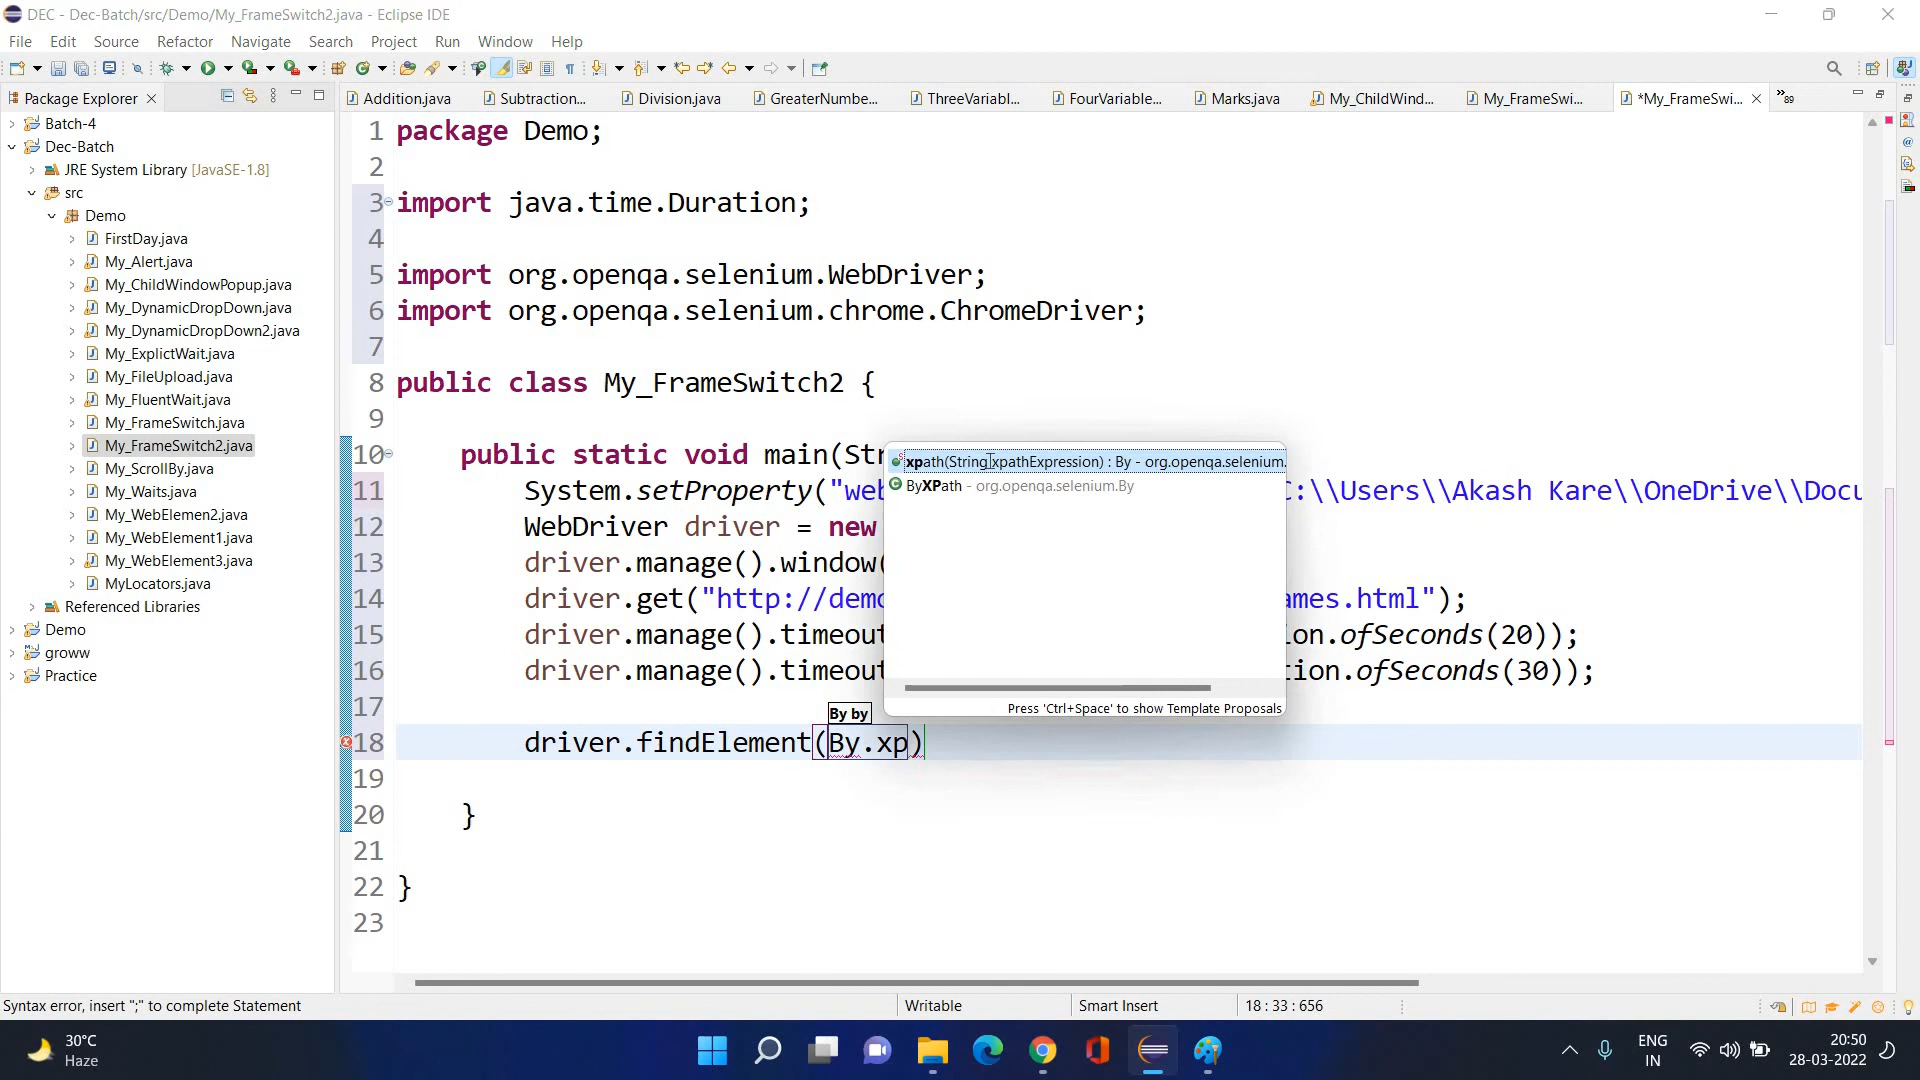 DEC - Dec-Batch/src/Demo/My_FrameSwitch2.java - Eclipse IDE
File Edit Source Refactor Navigate Search Project Run Window Help
Package Explorer
Addition.java Subtraction... Division.java GreaterNumbe... ThreeVariabl... FourVariable... Marks.java My_ChildWind... My_FrameSwi... *My_FrameSwi... »89
Batch-4
Dec-Batch
JRE System Library [JavaSE-1.8]
src
Demo
FirstDay.java
My_Alert.java
My_ChildWindowPopup.java
My_DynamicDropDown.java
My_DynamicDropDown2.java
My_ExplictWait.java
My_FileUpload.java
My_FluentWait.java
My_FrameSwitch.java
My_FrameSwitch2.java
My_ScrollBy.java
My_Waits.java
My_WebElemen2.java
My_WebElement1.java
My_WebElement3.java
MyLocators.java
Referenced Libraries
Demo
groww
Practice
1 package Demo;
2
3 import java.time.Duration;
4
5 import org.openqa.selenium.WebDriver;
6 import org.openqa.selenium.chrome.ChromeDriver;
7
8 public class My_FrameSwitch2 {
9
10 public static void main(Str
11 System.setProperty("web :\\Users\\Akash Kare\\OneDrive\\Docu
12 WebDriver driver = new
13 driver.manage().window(
14 driver.get("http://demo ames.html");
15 driver.manage().timeout ion.ofSeconds(20));
16 driver.manage().timeout tion.ofSeconds(30));
17
18 driver.findElement(By.xp)
19
20 }
21
22 }
23
xpath(String xpathExpression) : By - org.openqa.selenium.
ByXPath - org.openqa.selenium.By
Press 'Ctrl+Space' to show Template Proposals
By by
Syntax error, insert ";" to complete Statement
Writable
Smart Insert
18 : 33 : 656
30°C
Haze
ENG
IN
20:50
28-03-2022